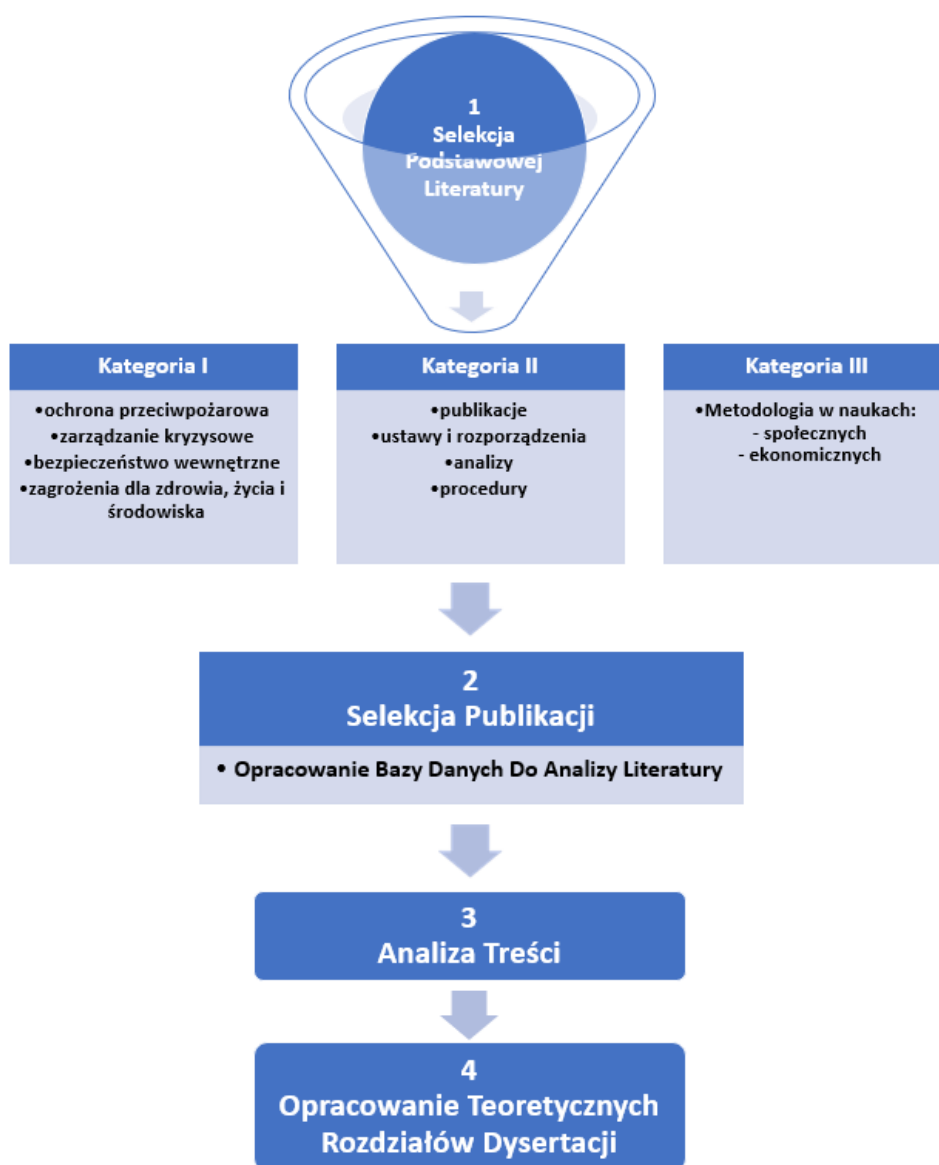 1
Selekcja
Podstawowej
Literatury
Kategoria I
•ochrona przeciwpożarowa
•zarządzanie kryzysowe
•bezpieczeństwo wewnętrzne
•zagrożenia dla zdrowia, życia i
środowiska
Kategoria II
•publikacje
•ustawy i rozporządzenia
•analizy
•procedury
Kategoria III
•Metodologia w naukach:
- społecznych
- ekonomicznych
2
Selekcja Publikacji
• Opracowanie Bazy Danych Do Analizy Literatury
3
Analiza Treści
4
Opracowanie Teoretycznych
Rozdziałów Dysertacji